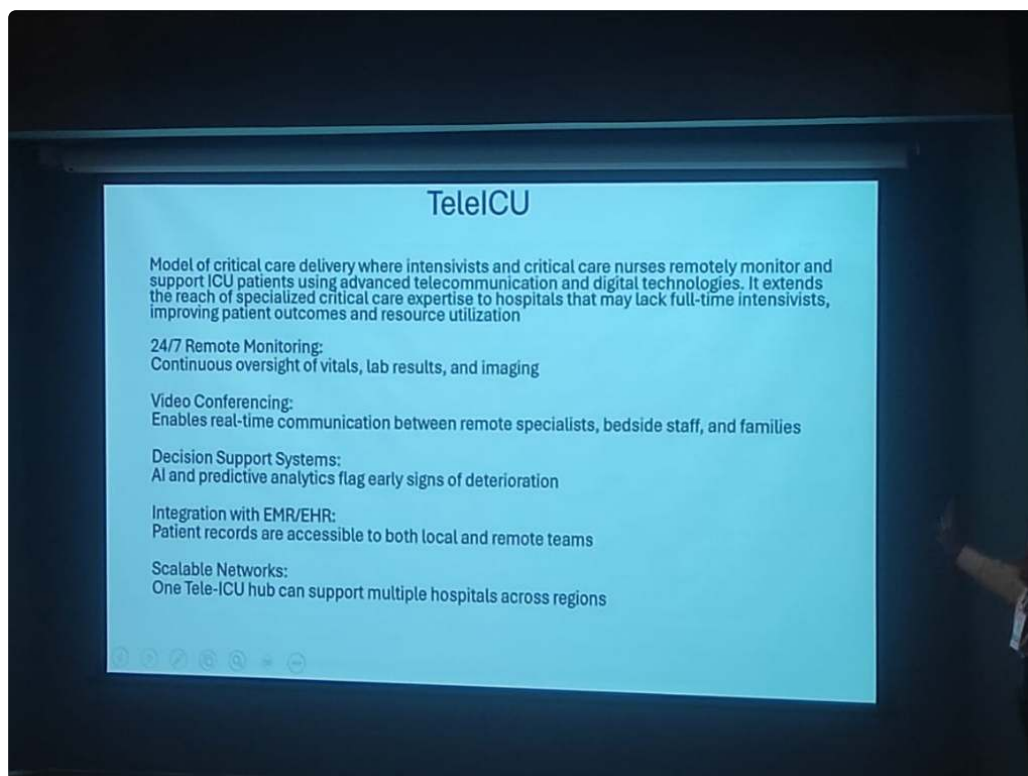 TeleICU
Model of critical care delivery where intensivists and critical care nurses remotely monitor and
support ICU patients using advanced telecommunication and digital technologies. It extends
the reach of specialized critical care expertise to hospitals that may lack full-time intensivists,
improving patient outcomes and resource utilization
24/7 Remote Monitoring:
Continuous oversight of vitals, lab results, and imaging
Video Conferencing:
Enables real-time communication between remote specialists, bedside staff, and families
Decision Support Systems:
AI and predictive analytics flag early signs of deterioration
Integration with EMR/EHR:
Patient records are accessible to both local and remote teams
Scalable Networks:
One Tele-ICU hub can support multiple hospitals across regions